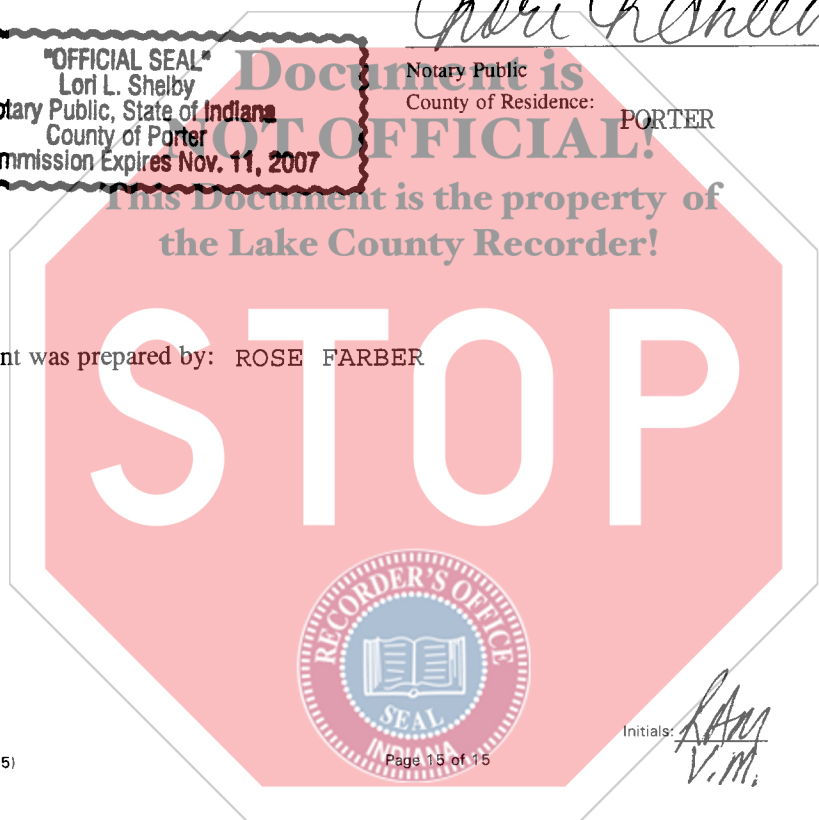 "OFFICIAL SEAL"
Lori L. Shelby
tary Public, State of Indiana
County of Porter
mmission Expires Nov. 11, 2007
Notary Public
County of Residence: PORTER
Document is
NOT OFFICIAL!
This Document is the property of
the Lake County Recorder!
nt was prepared by: ROSE FARBER
STOP
RECORDER'S OFFICE
SEAL
INDIANA
Initials: RAM
V.M.
5)
Page 15 of 15